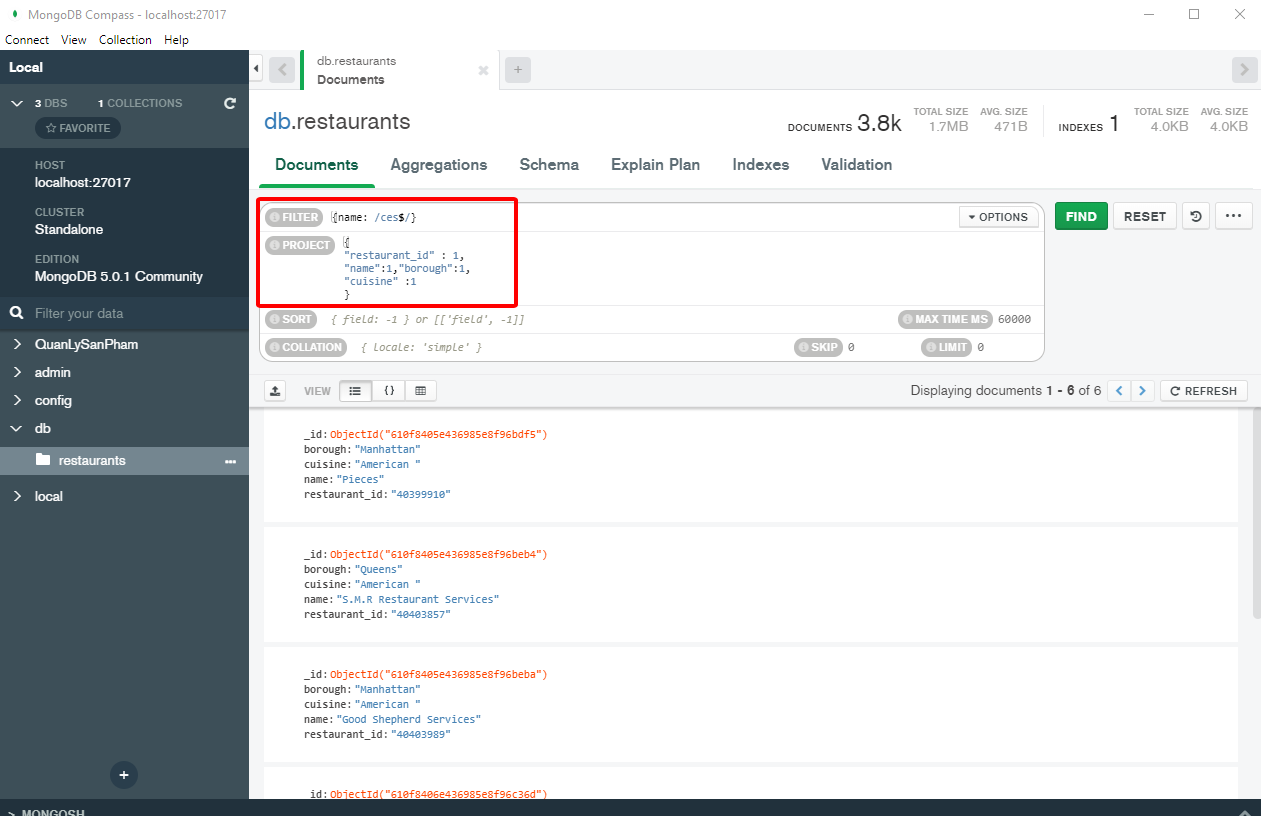 MongoDB Compass - localhost:27017
Connect View Collection Help
Local
3 DBS 1 COLLECTIONS
FAVORITE
HOST
localhost:27017
CLUSTER
Standalone
EDITION
MongoDB 5.0.1 Community
Filter your data
QuanLySanPham
admin
config
db
restaurants
local
MONGOSH
db.restaurants
Documents
db.restaurants
DOCUMENTS 3.8k TOTAL SIZE 1.7MB AVG. SIZE 471B INDEXES 1 TOTAL SIZE 4.0KB AVG. SIZE 4.0KB
Documents Aggregations Schema Explain Plan Indexes Validation
FILTER {name: /ces$/} OPTIONS FIND RESET
PROJECT {
"restaurant_id" : 1,
"name":1,"borough":1,
"cuisine" :1
}
SORT { field: -1 } or [['field', -1]] MAX TIME MS 60000
COLLATION { locale: 'simple' } SKIP 0 LIMIT 0
VIEW {} Displaying documents 1 - 6 of 6 REFRESH
_id: ObjectId("610f8405e436985e8f96bdf5")
borough: "Manhattan"
cuisine: "American "
name: "Pieces"
restaurant_id: "40399910"
_id: ObjectId("610f8405e436985e8f96beb4")
borough: "Queens"
cuisine: "American "
name: "S.M.R Restaurant Services"
restaurant_id: "40403857"
_id: ObjectId("610f8405e436985e8f96beba")
borough: "Manhattan"
cuisine: "American "
name: "Good Shepherd Services"
restaurant_id: "40403989"
_id: ObjectId("610f8406e436985e8f96c36d")